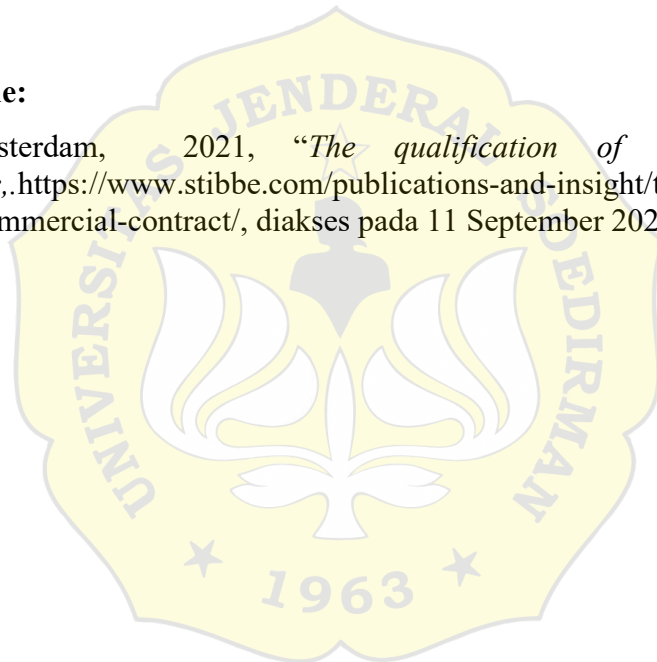 e:
sterdam, 2021, “The qualification of
,.https://www.stibbe.com/publications-and-insight/t
mmercial-contract/, diakses pada 11 September 202
UNIVERSITAS JENDERAL SOEDIRMAN
1963